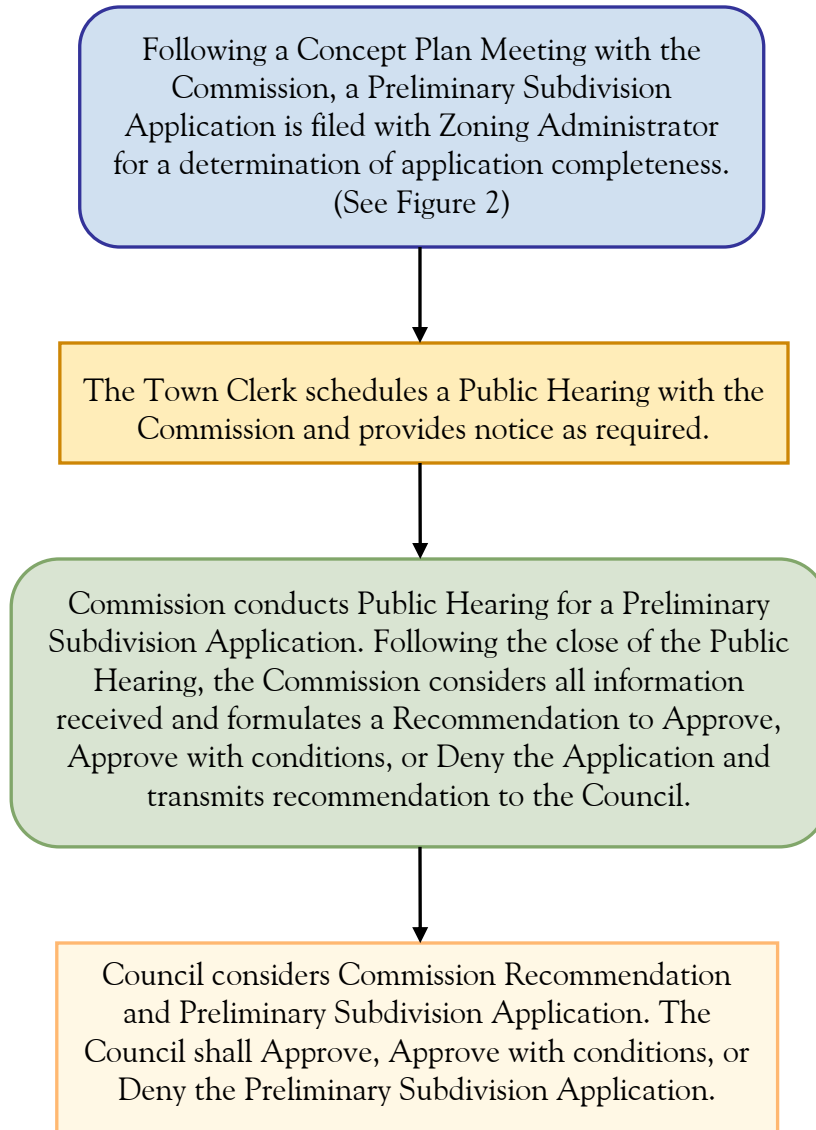 Following a Concept Plan Meeting with the
Commission, a Preliminary Subdivision
Application is filed with Zoning Administrator
for a determination of application completeness.
(See Figure 2)
The Town Clerk schedules a Public Hearing with the
Commission and provides notice as required.
Commission conducts Public Hearing for a Preliminary
Subdivision Application. Following the close of the Public
Hearing, the Commission considers all information
received and formulates a Recommendation to Approve,
Approve with conditions, or Deny the Application and
transmits recommendation to the Council.
Council considers Commission Recommendation
and Preliminary Subdivision Application. The
Council shall Approve, Approve with conditions, or
Deny the Preliminary Subdivision Application.